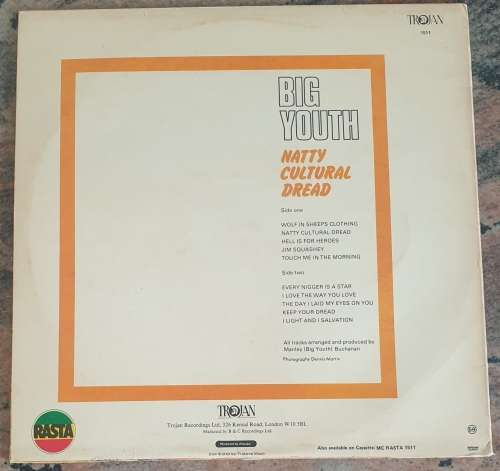 TROJAN
1511
BIG
YOUTH
NATTY
CULTURAL
DREAD
Side one
WOLF IN SHEEPS CLOTHING
NATTY CULTURAL DREAD
HELL IS FOR HEROES
JIM SQUASHEY
TOUCH ME IN THE MORNING
Side two
EVERY NIGGER IS A STAR
I LOVE THE WAY YOU LOVE
THE DAY I LAID MY EYES ON YOU
KEEP YOUR DREAD
I LIGHT AND I SALVATION
All tracks arranged and produced by
Manley (Big Youth) Buchanan
Photographs Dennis Morris
TROJAN
Trojan Recordings Ltd, 326 Kensal Road, London W10 5BL
Marketed by B & C Recordings Ltd.
RASTA
Also available on Cassette: MC RASTA 1511